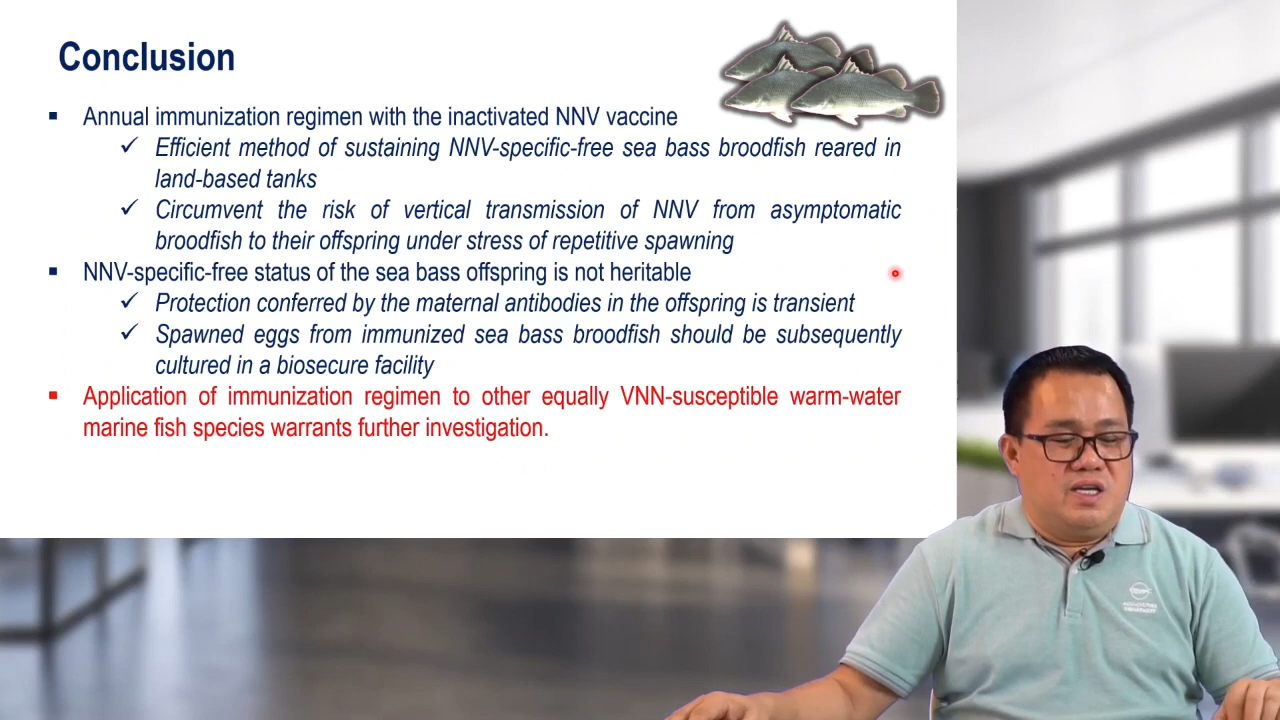 Conclusion
▪ Annual immunization regimen with the inactivated NNV vaccine
✓ Efficient method of sustaining NNV-specific-free sea bass broodfish reared in
land-based tanks
✓ Circumvent the risk of vertical transmission of NNV from asymptomatic
broodfish to their offspring under stress of repetitive spawning
▪ NNV-specific-free status of the sea bass offspring is not heritable
✓ Protection conferred by the maternal antibodies in the offspring is transient
✓ Spawned eggs from immunized sea bass broodfish should be subsequently
cultured in a biosecure facility
▪ Application of immunization regimen to other equally VNN-susceptible warm-water
marine fish species warrants further investigation.